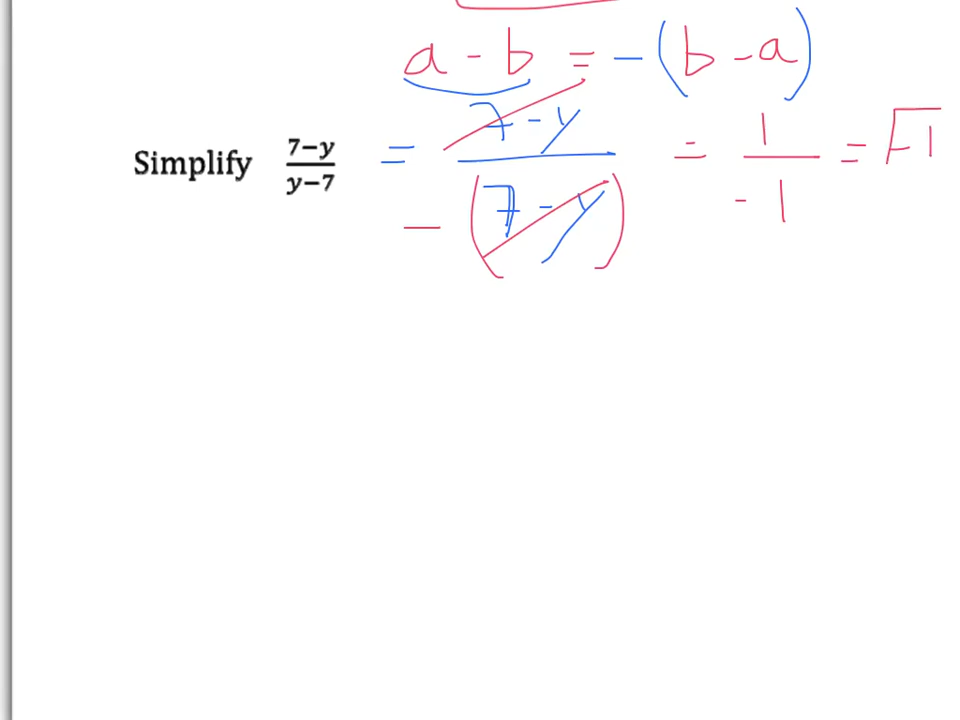 a - b = - (b - a)
Simplify 7−y / y−7 = 7 - y / - (7 - y) = 1 / -1 = -1